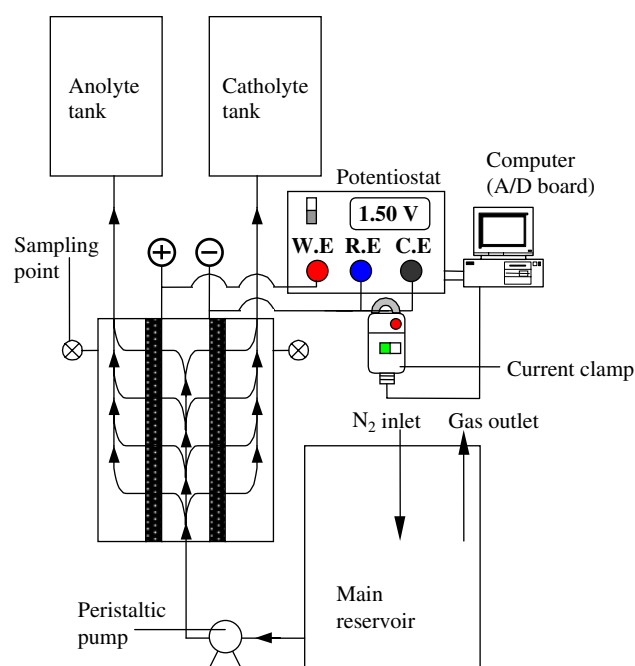 Anolyte
tank
Catholyte
tank
Computer
(A/D board)
Potentiostat
1.50 V
W.E R.E C.E
Sampling
point
+ −
Current clamp
N₂ inlet
Gas outlet
Main
reservoir
Peristaltic
pump